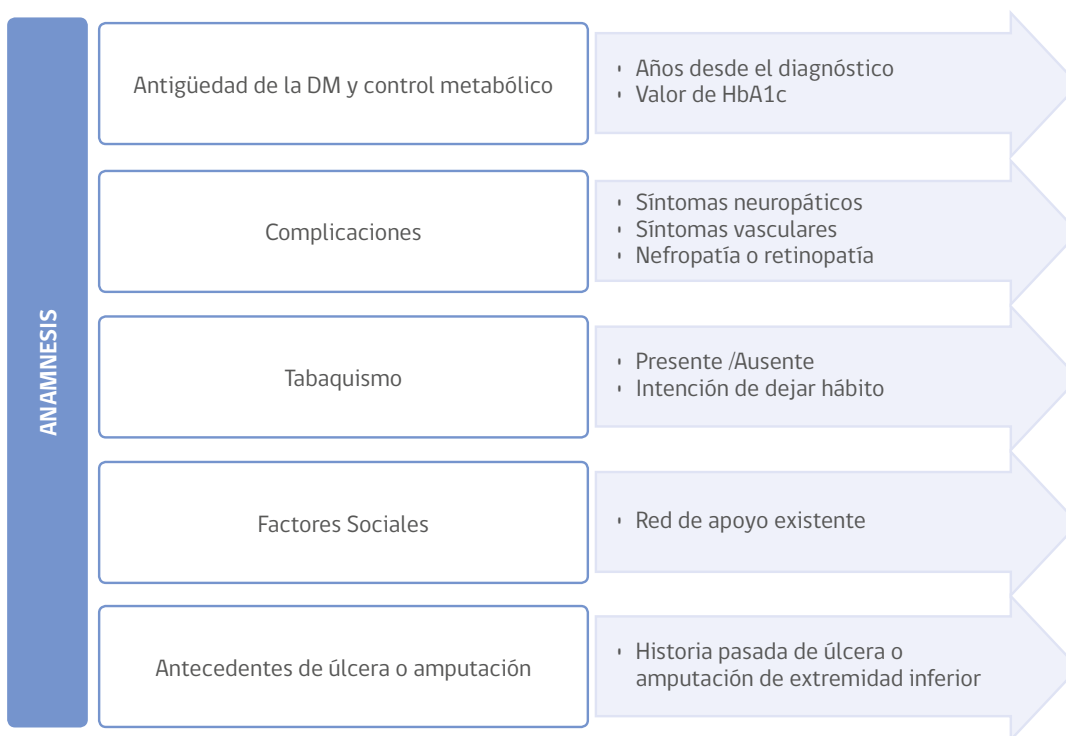 ANAMNESIS
Antigüedad de la DM y control metabólico
Años desde el diagnóstico
Valor de HbA1c
Complicaciones
Síntomas neuropáticos
Síntomas vasculares
Nefropatía o retinopatía
Tabaquismo
Presente /Ausente
Intención de dejar hábito
Factores Sociales
Red de apoyo existente
Antecedentes de úlcera o amputación
Historia pasada de úlcera o
amputación de extremidad inferior